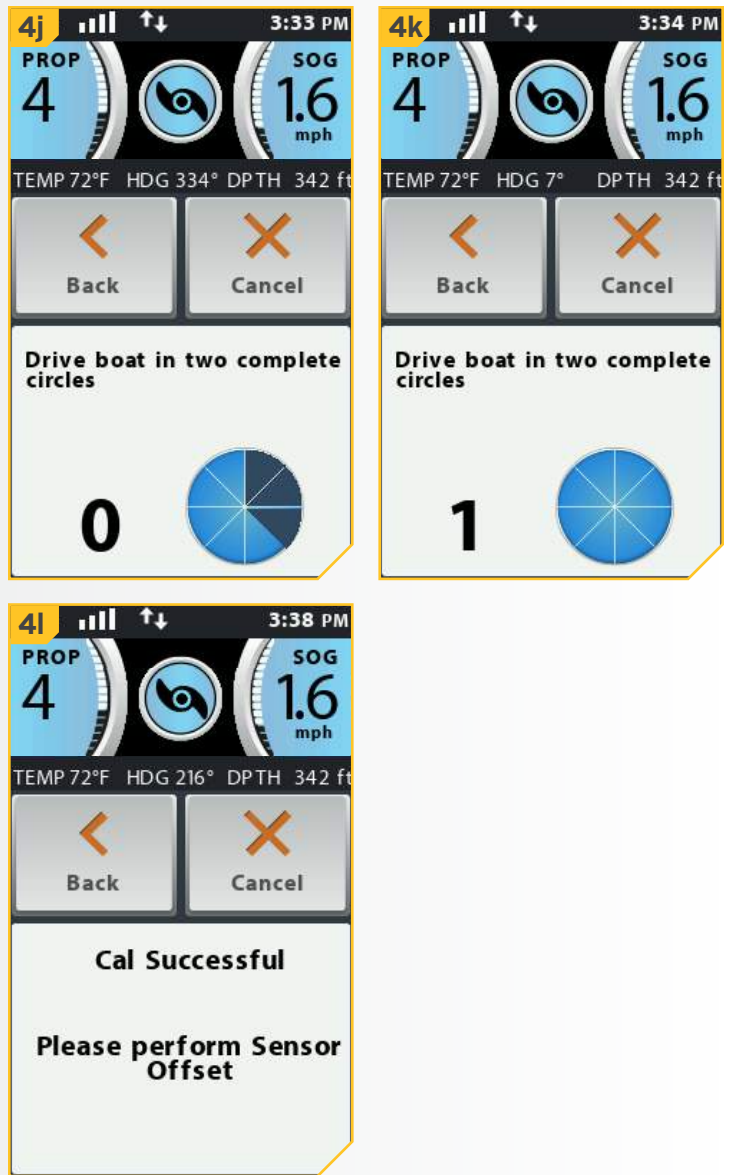 4j 3:33 PM
PROP SOG
4 1.6
mph
TEMP 72°F HDG 334° DPTH 342 ft
Back Cancel
Drive boat in two complete
circles
0
4k 3:34 PM
PROP SOG
4 1.6
mph
TEMP 72°F HDG 7° DPTH 342 ft
Back Cancel
Drive boat in two complete
circles
1
4l 3:38 PM
PROP SOG
4 1.6
mph
TEMP 72°F HDG 216° DPTH 342 ft
Back Cancel
Cal Successful
Please perform Sensor
Offset